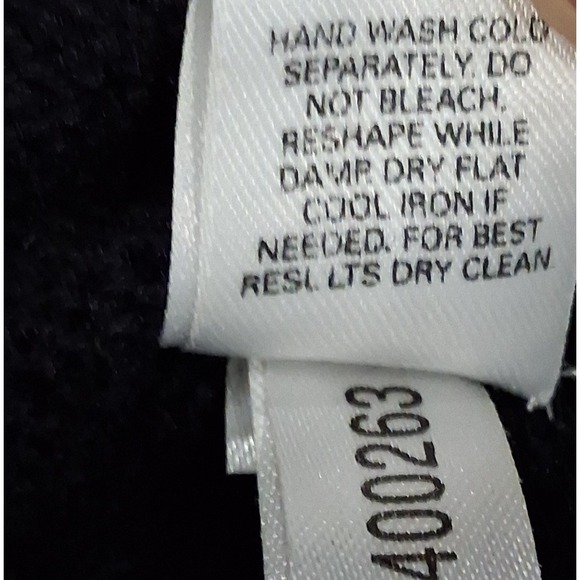 HAND WASH COLD
SEPARATELY. DO
NOT BLEACH.
RESHAPE WHILE
DAMP. DRY FLAT
COOL IRON IF
NEEDED. FOR BEST
RESULTS DRY CLEAN
400263